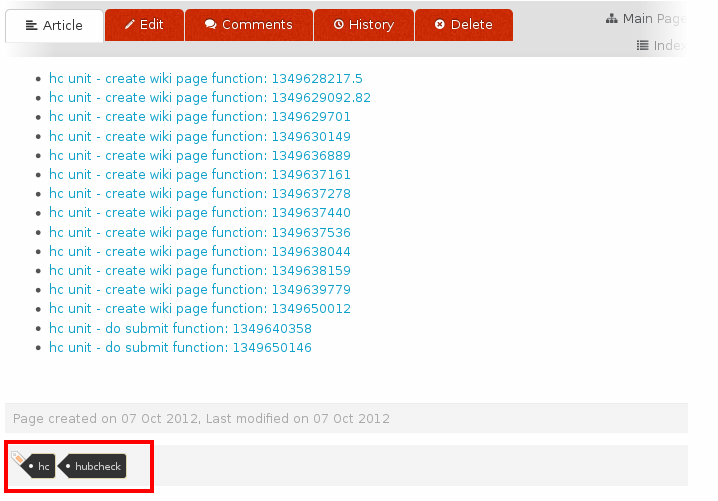 Article Edit Comments History Delete Main Page
Index
hc unit - create wiki page function: 1349628217.5
hc unit - create wiki page function: 1349629092.82
hc unit - create wiki page function: 1349629701
hc unit - create wiki page function: 1349630149
hc unit - create wiki page function: 1349636889
hc unit - create wiki page function: 1349637161
hc unit - create wiki page function: 1349637278
hc unit - create wiki page function: 1349637440
hc unit - create wiki page function: 1349637536
hc unit - create wiki page function: 1349638044
hc unit - create wiki page function: 1349638159
hc unit - create wiki page function: 1349639779
hc unit - create wiki page function: 1349650012
hc unit - do submit function: 1349640358
hc unit - do submit function: 1349650146
Page created on 07 Oct 2012, Last modified on 07 Oct 2012
hc hubcheck